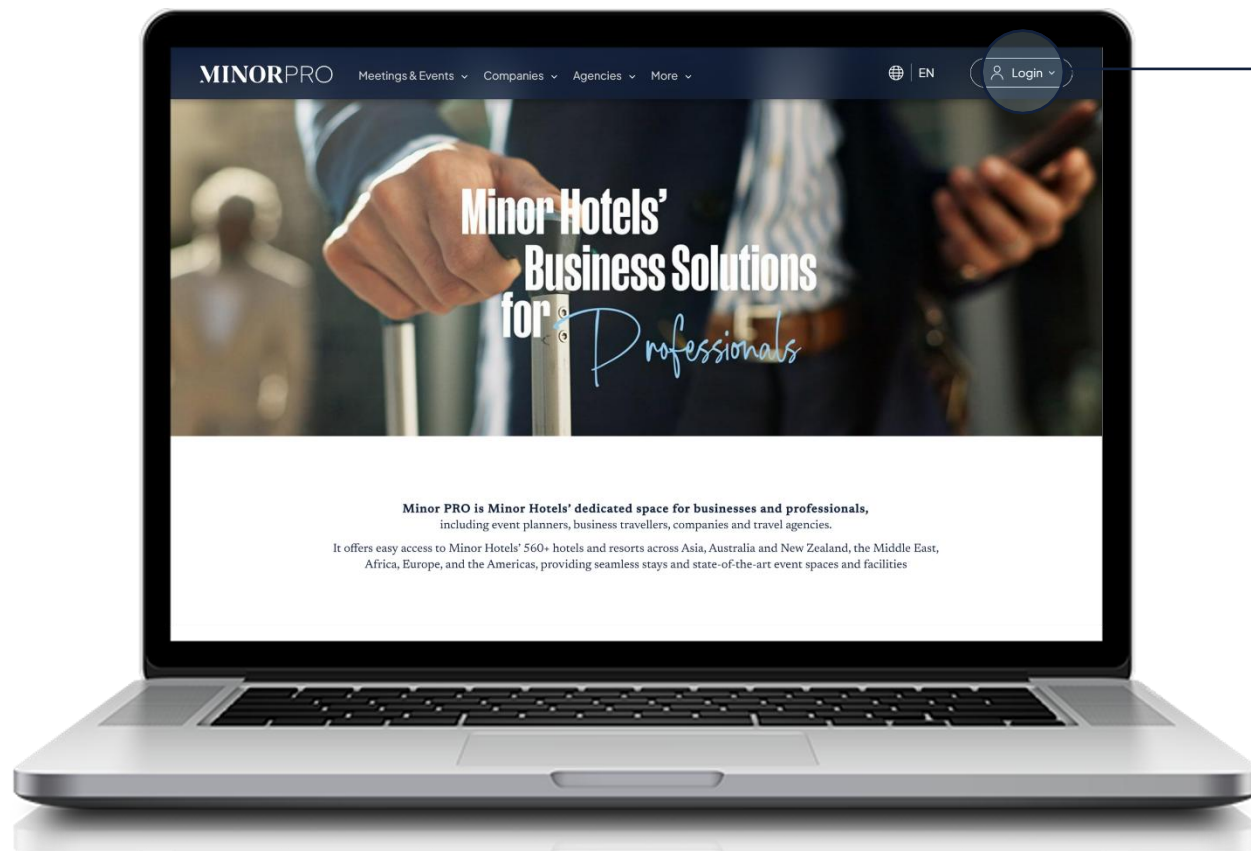 MINORPRO Meetings & Events Companies Agencies More EN Login
Minor Hotels'
Business Solutions
for Professionals
Minor PRO is Minor Hotels' dedicated space for businesses and professionals,
including event planners, business travellers, companies and travel agencies.
It offers easy access to Minor Hotels' 560+ hotels and resorts across Asia, Australia and New Zealand, the Middle East,
Africa, Europe, and the Americas, providing seamless stays and state-of-the-art event spaces and facilities